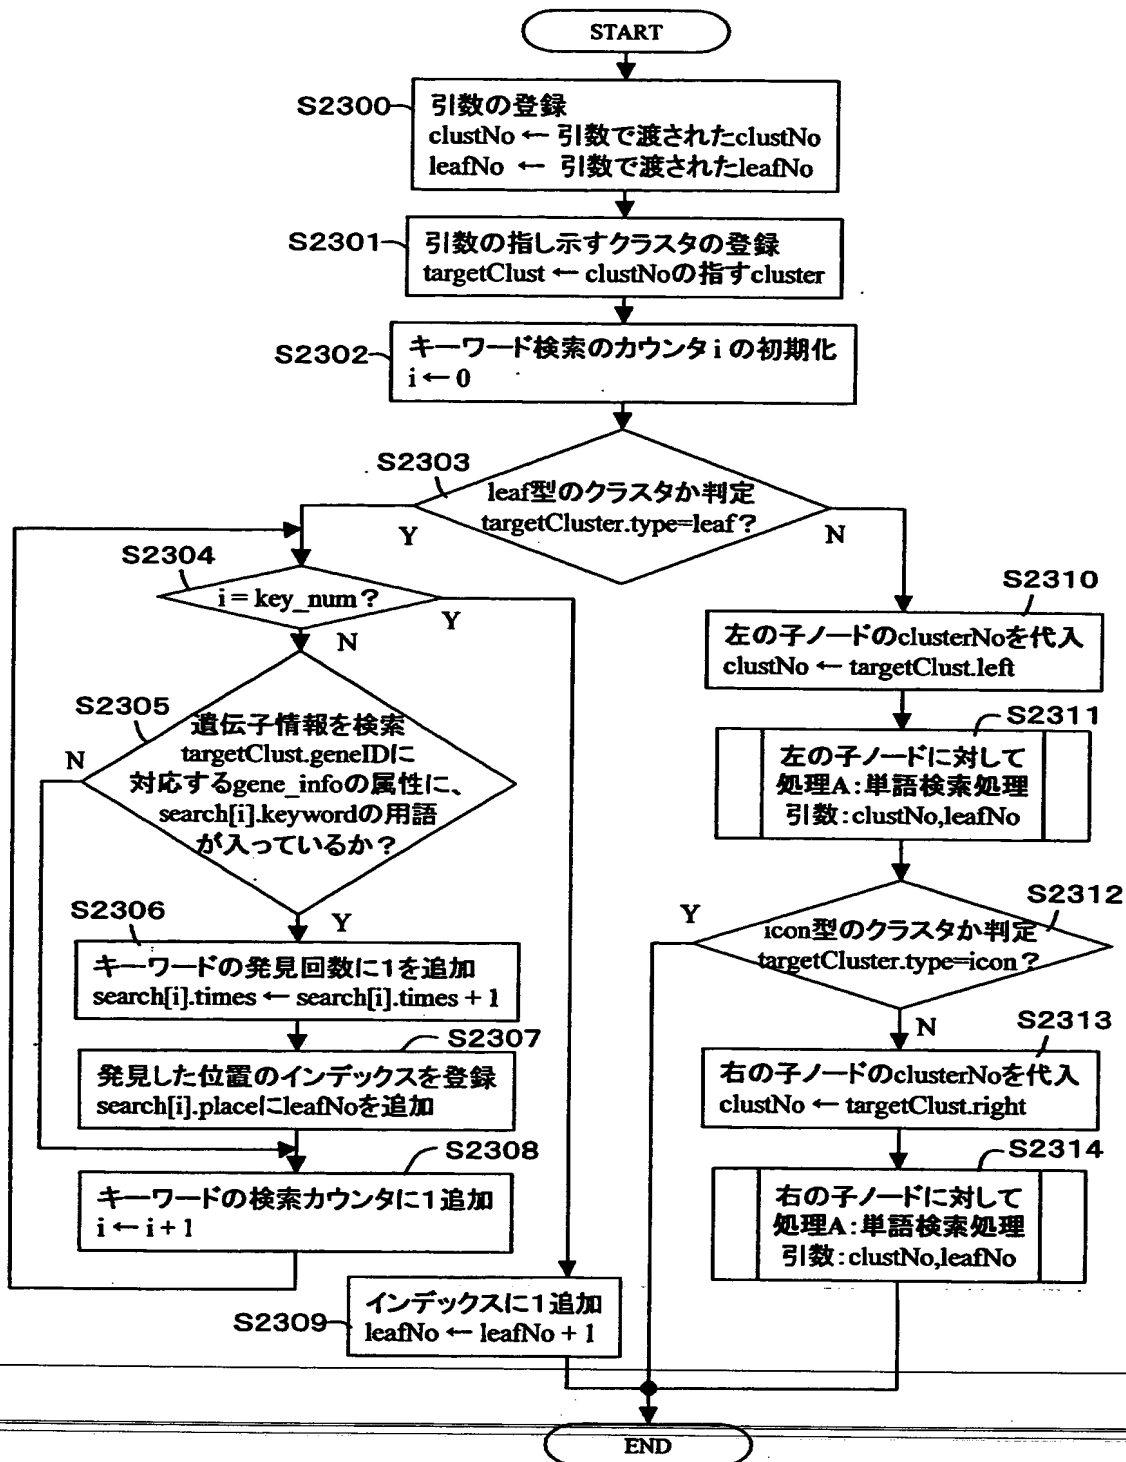 START
S2300
引数の登録
clustNo ← 引数で渡されたclustNo
leafNo ← 引数で渡されたleafNo
S2301
引数の指し示すクラスタの登録
targetClust ← clustNoの指すcluster
S2302
キーワード検索のカウンタ i の初期化
i ← 0
S2303
leaf型のクラスタか判定
targetCluster.type=leaf？
Y
N
S2304
i = key_num？
Y
N
S2305
遺伝子情報を検索
targetClust.geneIDに
対応するgene_infoの属性に、
search[i].keywordの用語
が入っているか？
N
Y
S2306
キーワードの発見回数に1を追加
search[i].times ← search[i].times + 1
S2307
発見した位置のインデックスを登録
search[i].placeにleafNoを追加
S2308
キーワードの検索カウンタに1追加
i ← i + 1
S2309
インデックスに1追加
leafNo ← leafNo + 1
S2310
左の子ノードのclusterNoを代入
clustNo ← targetClust.left
S2311
左の子ノードに対して
処理A：単語検索処理
引数：clustNo,leafNo
S2312
icon型のクラスタか判定
targetCluster.type=icon？
Y
N
S2313
右の子ノードのclusterNoを代入
clustNo ← targetClust.right
S2314
右の子ノードに対して
処理A：単語検索処理
引数：clustNo,leafNo
END